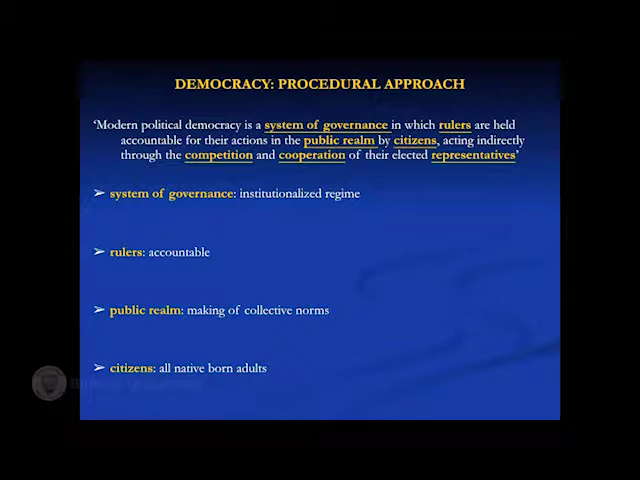 DEMOCRACY: PROCEDURAL APPROACH
‘Modern political democracy is a system of governance in which rulers are held
accountable for their actions in the public realm by citizens, acting indirectly
through the competition and cooperation of their elected representatives’
➢ system of governance: institutionalized regime
➢ rulers: accountable
➢ public realm: making of collective norms
➢ citizens: all native born adults